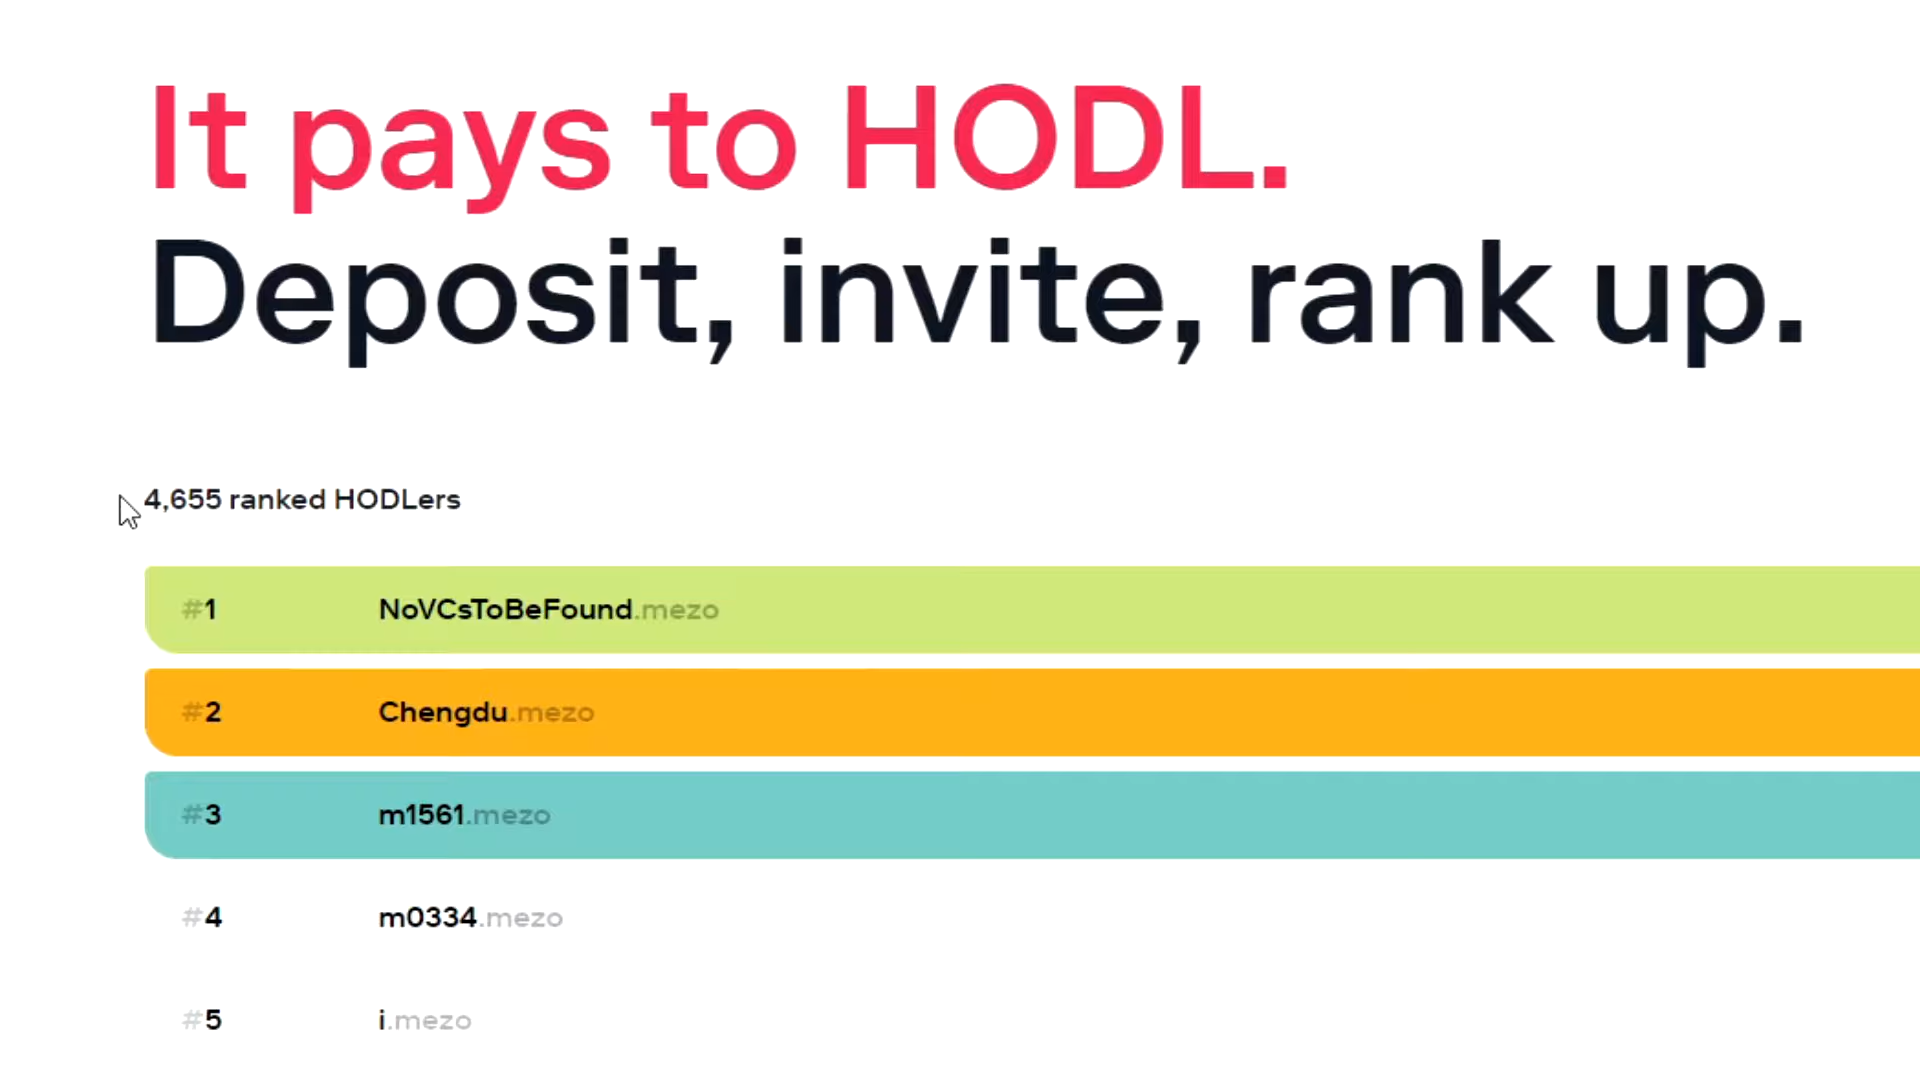 It pays to HODL.
Deposit, invite, rank up.
4,655 ranked HODLers
#1 NoVCsToBeFound.mezo
#2 Chengdu.mezo
#3 m1561.mezo
#4 m0334.mezo
#5 i.mezo